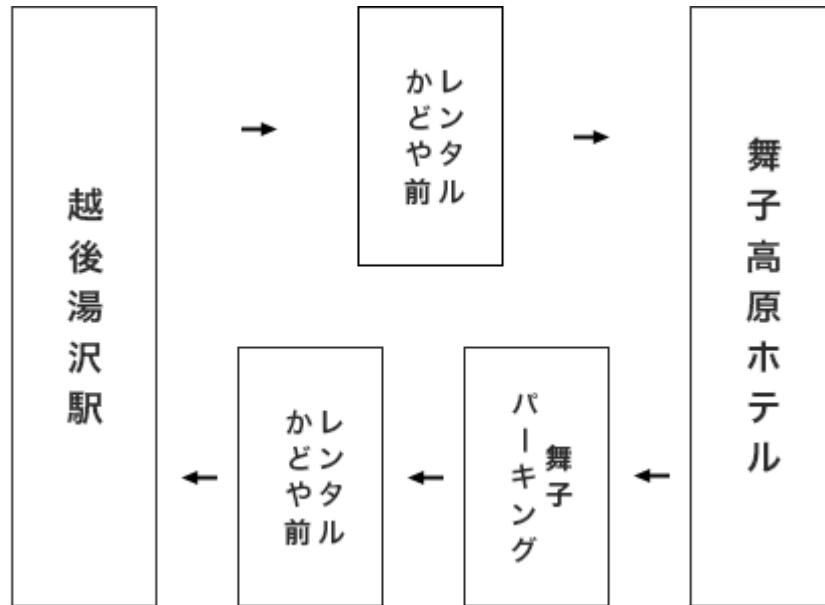 越後湯沢駅
レンタル
かどや前
舞子高原ホテル
舞子
パーキング
レンタル
かどや前